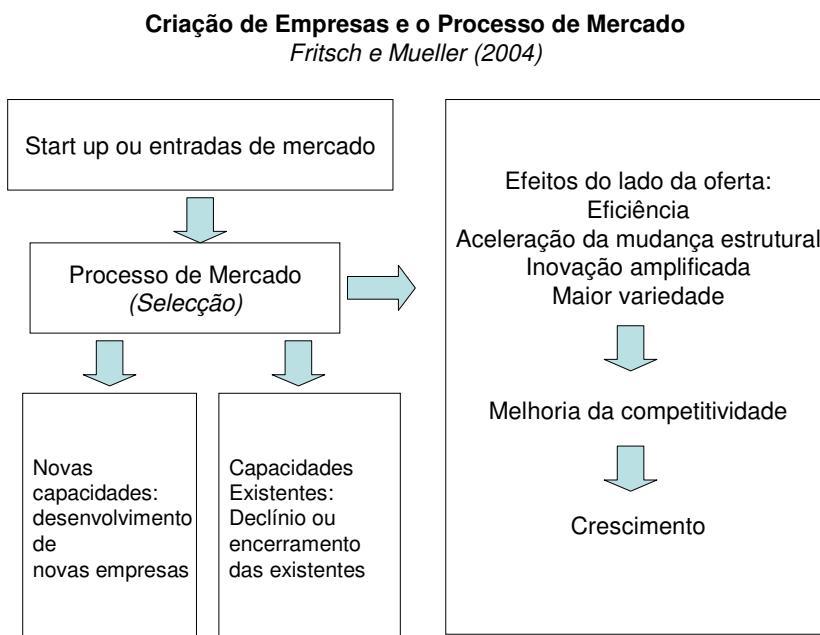 Criação de Empresas e o Processo de Mercado
Fritsch e Mueller (2004)
Start up ou entradas de mercado
Processo de Mercado
(Selecção)
Novas
capacidades:
desenvolvimento
de
novas empresas
Capacidades
Existentes:
Declínio ou
encerramento
das existentes
Efeitos do lado da oferta:
Eficiência
Aceleração da mudança estrutural
Inovação amplificada
Maior variedade
Melhoria da competitividade
Crescimento